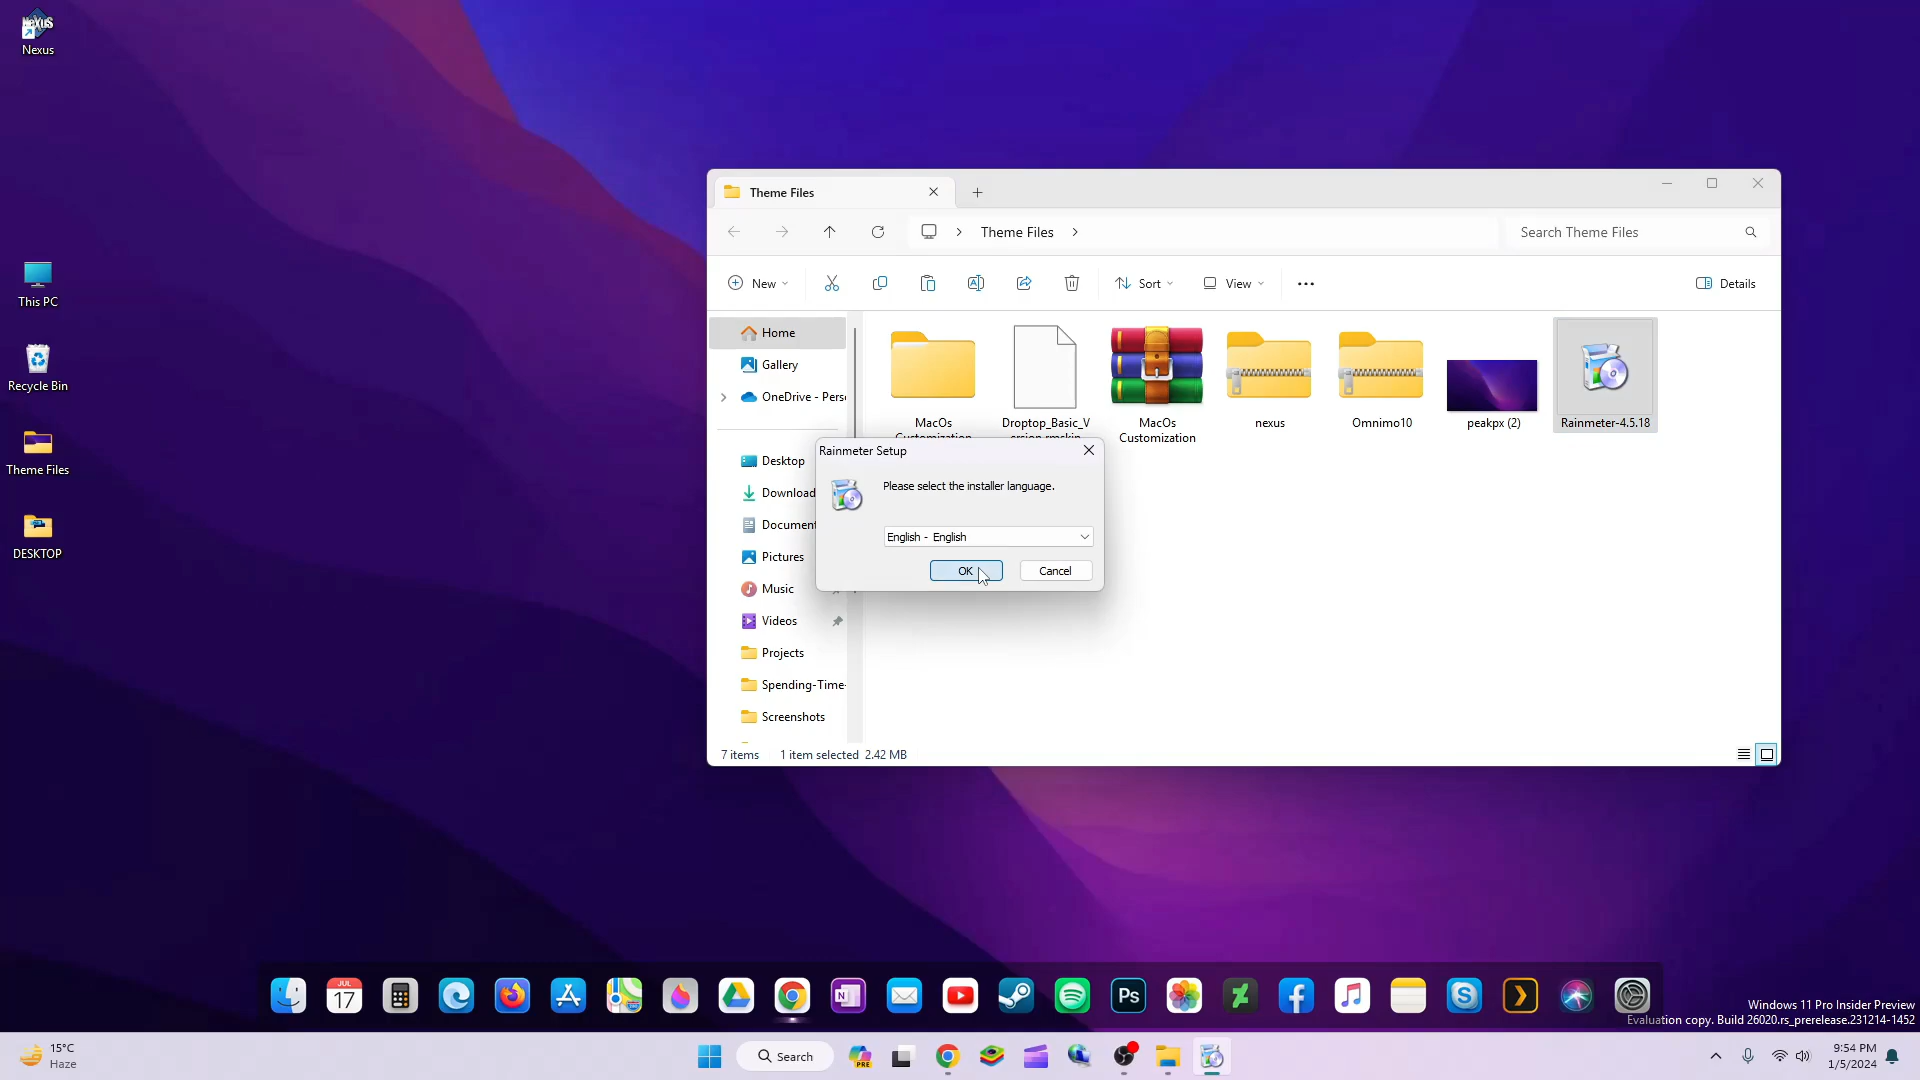 Nexus
This PC
Recycle Bin
Theme Files
DESKTOP
Theme Files
Theme Files
Search Theme Files
New
Sort
View
Details
Home
Gallery
OneDrive - Pers
Desktop
Download
Document
Pictures
Music
Videos
Projects
Spending-Time-
Screenshots
MacOs
Customization
Droptop_Basic_V
ersion.rmskin
MacOs
Customization
nexus
Omnimo10
peakpx (2)
Rainmeter-4.5.18
Rainmeter Setup
Please select the installer language.
English - English
OK
Cancel
7 items
1 item selected 2.42 MB
JUL
17
Ps
Windows 11 Pro Insider Preview
Evaluation copy. Build 26020.rs_prerelease.231214-1452
15°C
Haze
Search
PRE
9:54 PM
1/5/2024